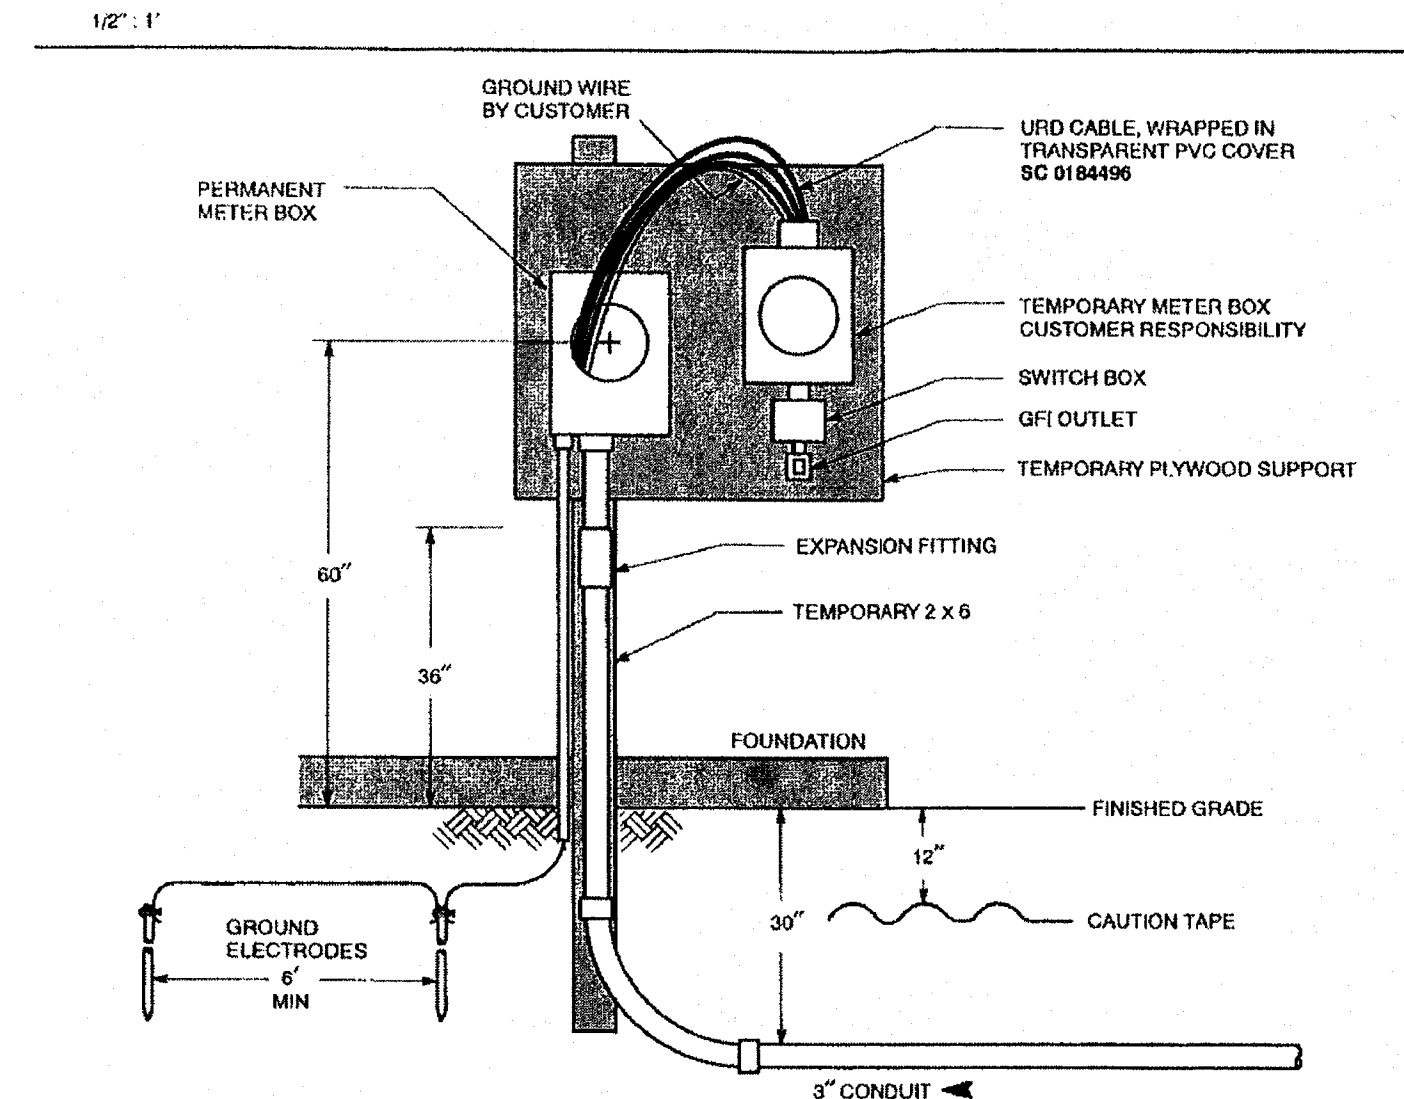 1/2" : 1'
GROUND WIRE
BY CUSTOMER
URD CABLE, WRAPPED IN
TRANSPARENT PVC COVER
SC 0184496
PERMANENT
METER BOX
TEMPORARY METER BOX
CUSTOMER RESPONSIBILITY
SWITCH BOX
GFI OUTLET
TEMPORARY PLYWOOD SUPPORT
EXPANSION FITTING
60"
TEMPORARY 2 x 6
36"
FOUNDATION
FINISHED GRADE
12"
30"
CAUTION TAPE
GROUND
ELECTRODES
6'
MIN
3" CONDUIT